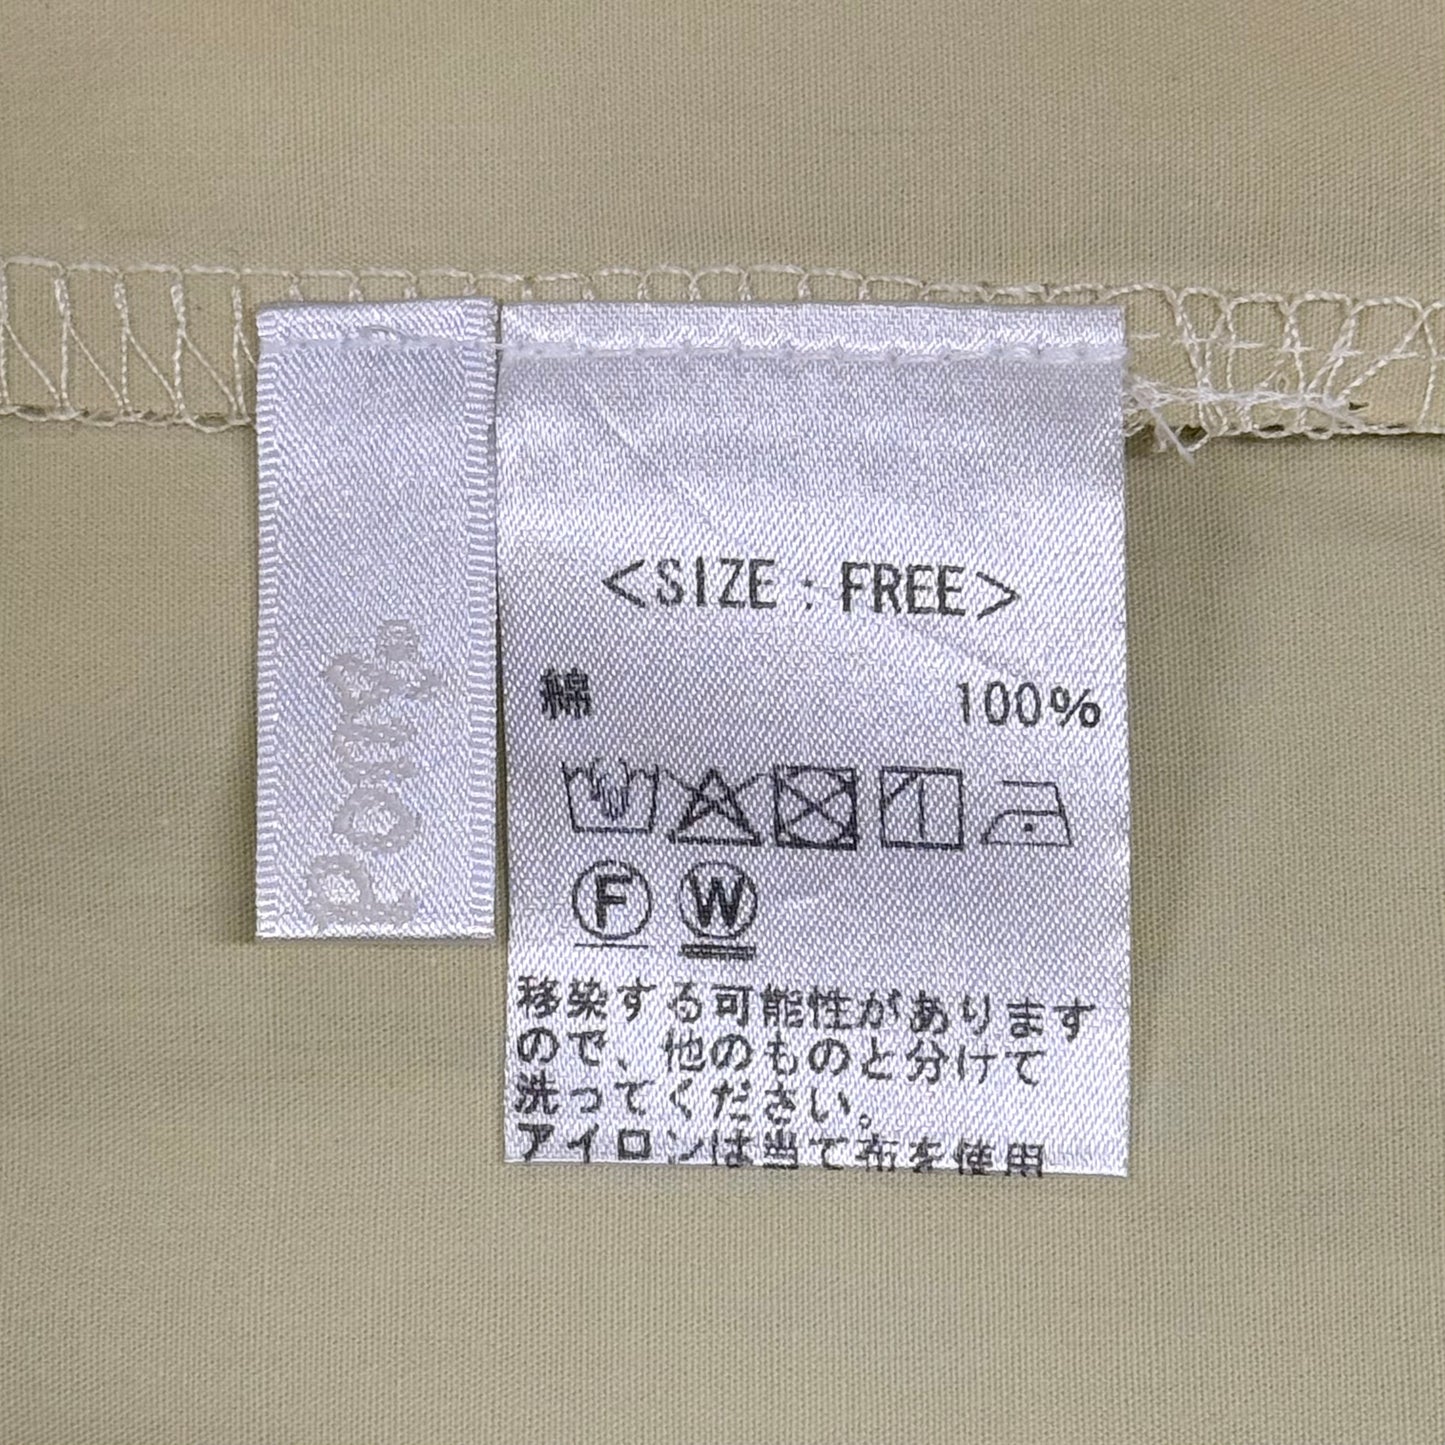 <SIZE : FREE>
綿 100%
F W
移染する可能性があります
ので、他のものと分けて
洗ってください。
アイロンは当て布を使用